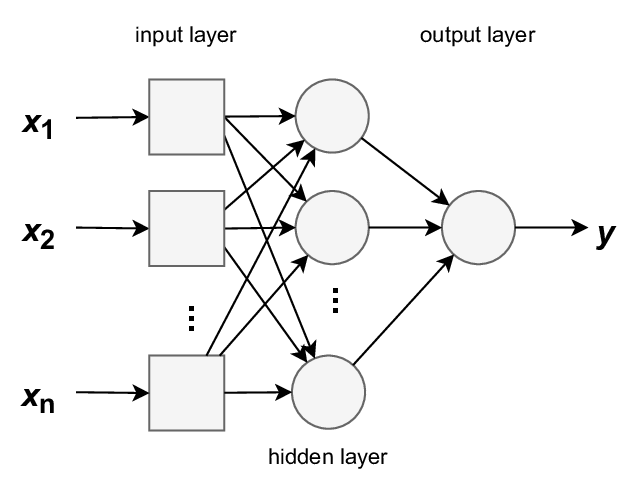 input layer
output layer
x1
x2
xn
y
hidden layer